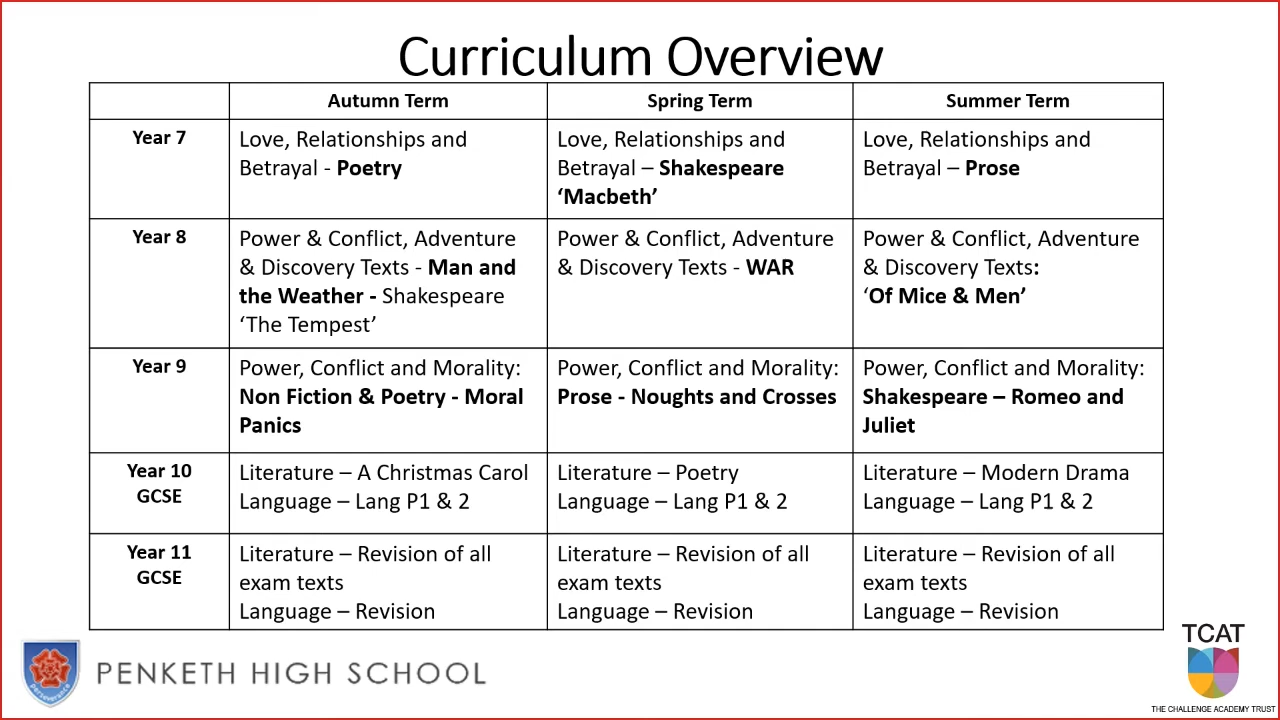 Curriculum Overview
Autumn Term
Spring Term
Summer Term
Year 7
Love, Relationships and
Betrayal - Poetry
Love, Relationships and
Betrayal – Shakespeare
‘Macbeth’
Love, Relationships and
Betrayal – Prose
Year 8
Power & Conflict, Adventure
& Discovery Texts - Man and
the Weather - Shakespeare
‘The Tempest’
Power & Conflict, Adventure
& Discovery Texts - WAR
Power & Conflict, Adventure
& Discovery Texts:
‘Of Mice & Men’
Year 9
Power, Conflict and Morality:
Non Fiction & Poetry - Moral
Panics
Power, Conflict and Morality:
Prose - Noughts and Crosses
Power, Conflict and Morality:
Shakespeare – Romeo and
Juliet
Year 10
GCSE
Literature – A Christmas Carol
Language – Lang P1 & 2
Literature – Poetry
Language – Lang P1 & 2
Literature – Modern Drama
Language – Lang P1 & 2
Year 11
GCSE
Literature – Revision of all
exam texts
Language – Revision
Literature – Revision of all
exam texts
Language – Revision
Literature – Revision of all
exam texts
Language – Revision
perseverance
PENKETH HIGH SCHOOL
TCAT
THE CHALLENGE ACADEMY TRUST